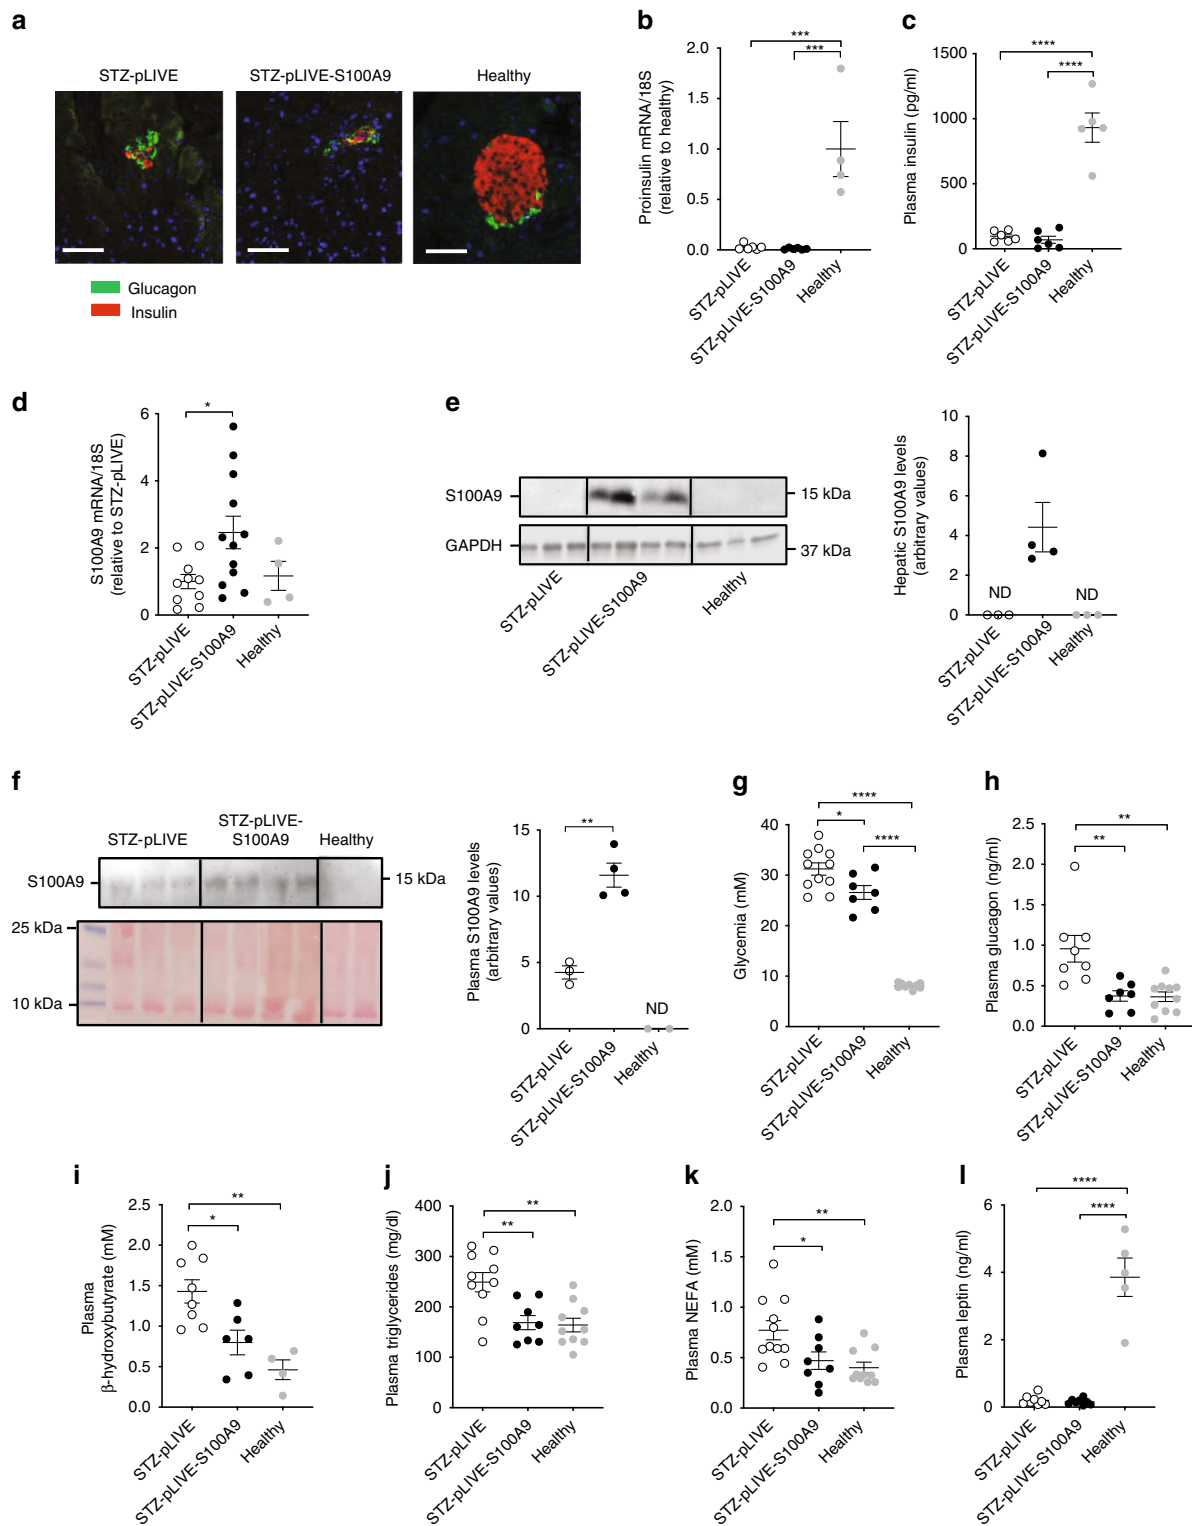 a
STZ-pLIVE
STZ-pLIVE-S100A9
Healthy
Glucagon
Insulin
b
Proinsulin mRNA/18S
(relative to healthy)
2.0
1.5
1.0
0.5
0.0
***
***
STZ-pLIVE
STZ-pLIVE-S100A9
Healthy
c
Plasma insulin (pg/ml)
1500
1000
500
0
****
****
STZ-pLIVE
STZ-pLIVE-S100A9
Healthy
d
S100A9 mRNA/18S
(relative to STZ-pLIVE)
6
4
2
0
*
STZ-pLIVE
STZ-pLIVE-S100A9
Healthy
e
S100A9
15 kDa
GAPDH
37 kDa
STZ-pLIVE
STZ-pLIVE-S100A9
Healthy
Hepatic S100A9 levels
(arbitrary values)
10
8
6
4
2
0
ND
ND
STZ-pLIVE
STZ-pLIVE-S100A9
Healthy
f
STZ-pLIVE
STZ-pLIVE-
S100A9
Healthy
S100A9
15 kDa
25 kDa
10 kDa
Plasma S100A9 levels
(arbitrary values)
15
10
5
0
**
ND
STZ-pLIVE
STZ-pLIVE-S100A9
Healthy
g
Glycemia (mM)
40
30
20
10
0
****
*
****
STZ-pLIVE
STZ-pLIVE-S100A9
Healthy
h
Plasma glucagon (ng/ml)
2.5
2.0
1.5
1.0
0.5
0.0
**
**
STZ-pLIVE
STZ-pLIVE-S100A9
Healthy
i
Plasma
β-hydroxybutyrate (mM)
2.5
2.0
1.5
1.0
0.5
0.0
**
*
STZ-pLIVE
STZ-pLIVE-S100A9
Healthy
j
Plasma triglycerides (mg/dl)
400
300
200
100
0
**
**
STZ-pLIVE
STZ-pLIVE-S100A9
Healthy
k
Plasma NEFA (mM)
2.0
1.5
1.0
0.5
0.0
**
*
STZ-pLIVE
STZ-pLIVE-S100A9
Healthy
l
Plasma leptin (ng/ml)
6
4
2
0
****
****
STZ-pLIVE
STZ-pLIVE-S100A9
Healthy